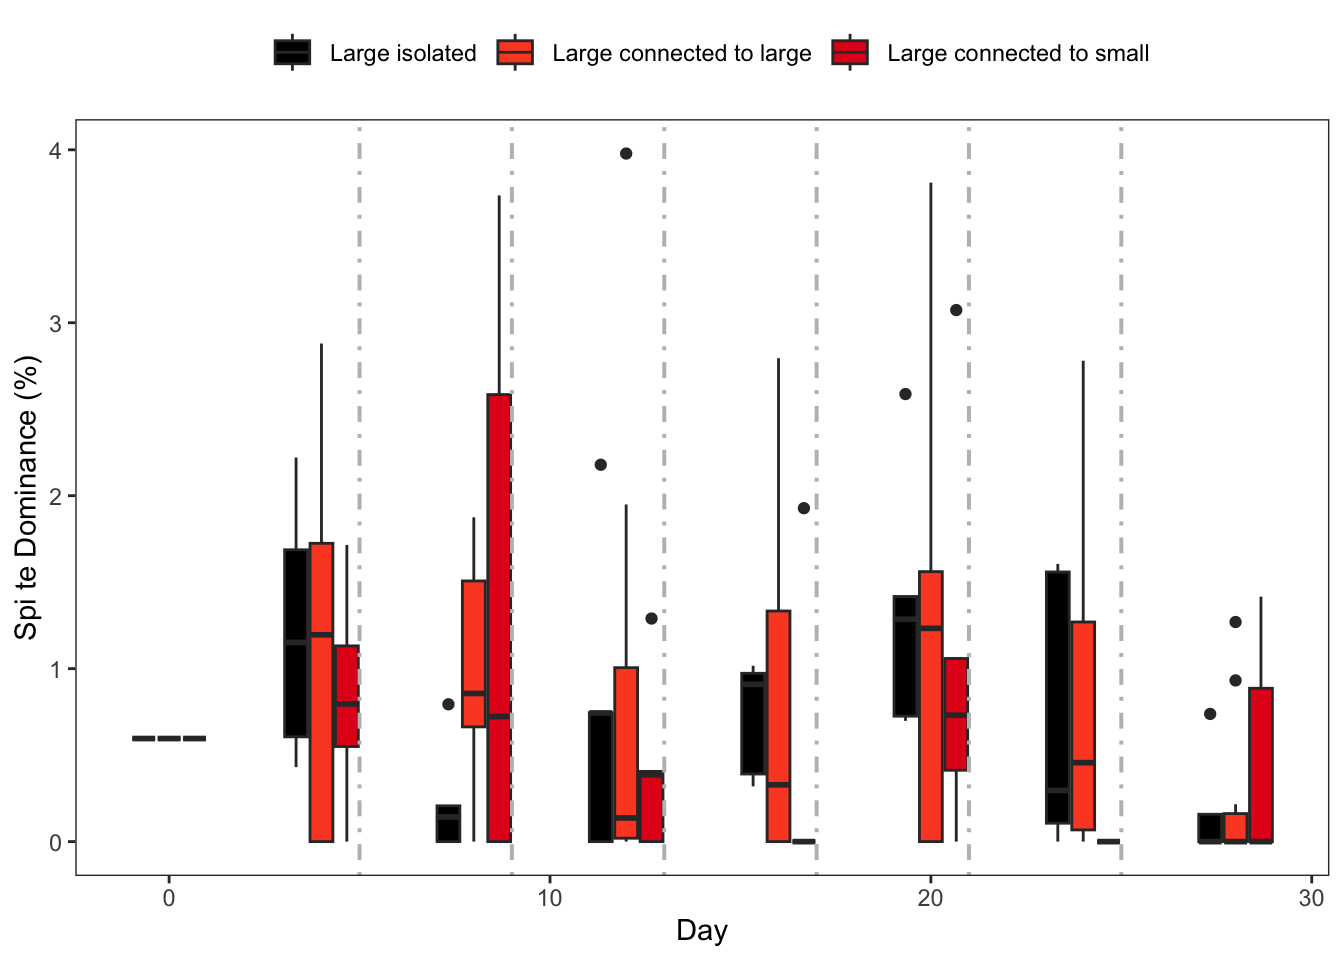 Large isolated Large connected to large Large connected to small
4
3
2
1
0
Spi te Dominance (%)
0 10 20 30
Day